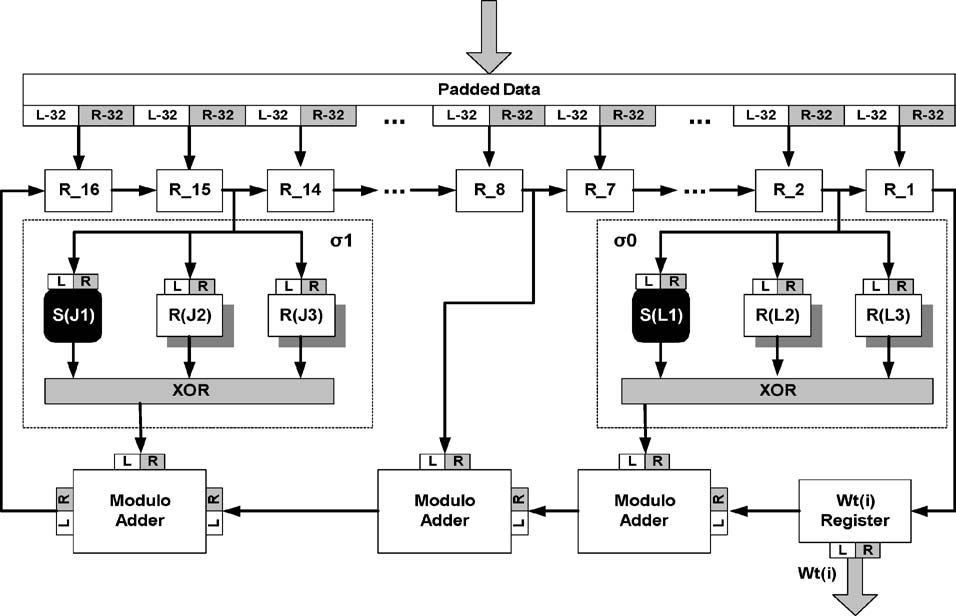 Padded Data
L-32 R-32 L-32 R-32 L-32 R-32 ... L-32 R-32 L-32 R-32 ... L-32 R-32 L-32 R-32
R_16 R_15 R_14 ... R_8 R_7 ... R_2 R_1
σ1 σ0
L R L R L R L R L R L R
S(J1) R(J2) R(J3) S(L1) R(L2) R(L3)
XOR XOR
L R L R L R
L R Modulo Adder L R Modulo Adder L R Modulo Adder L R Wt(i) Register
L R
Wt(i)